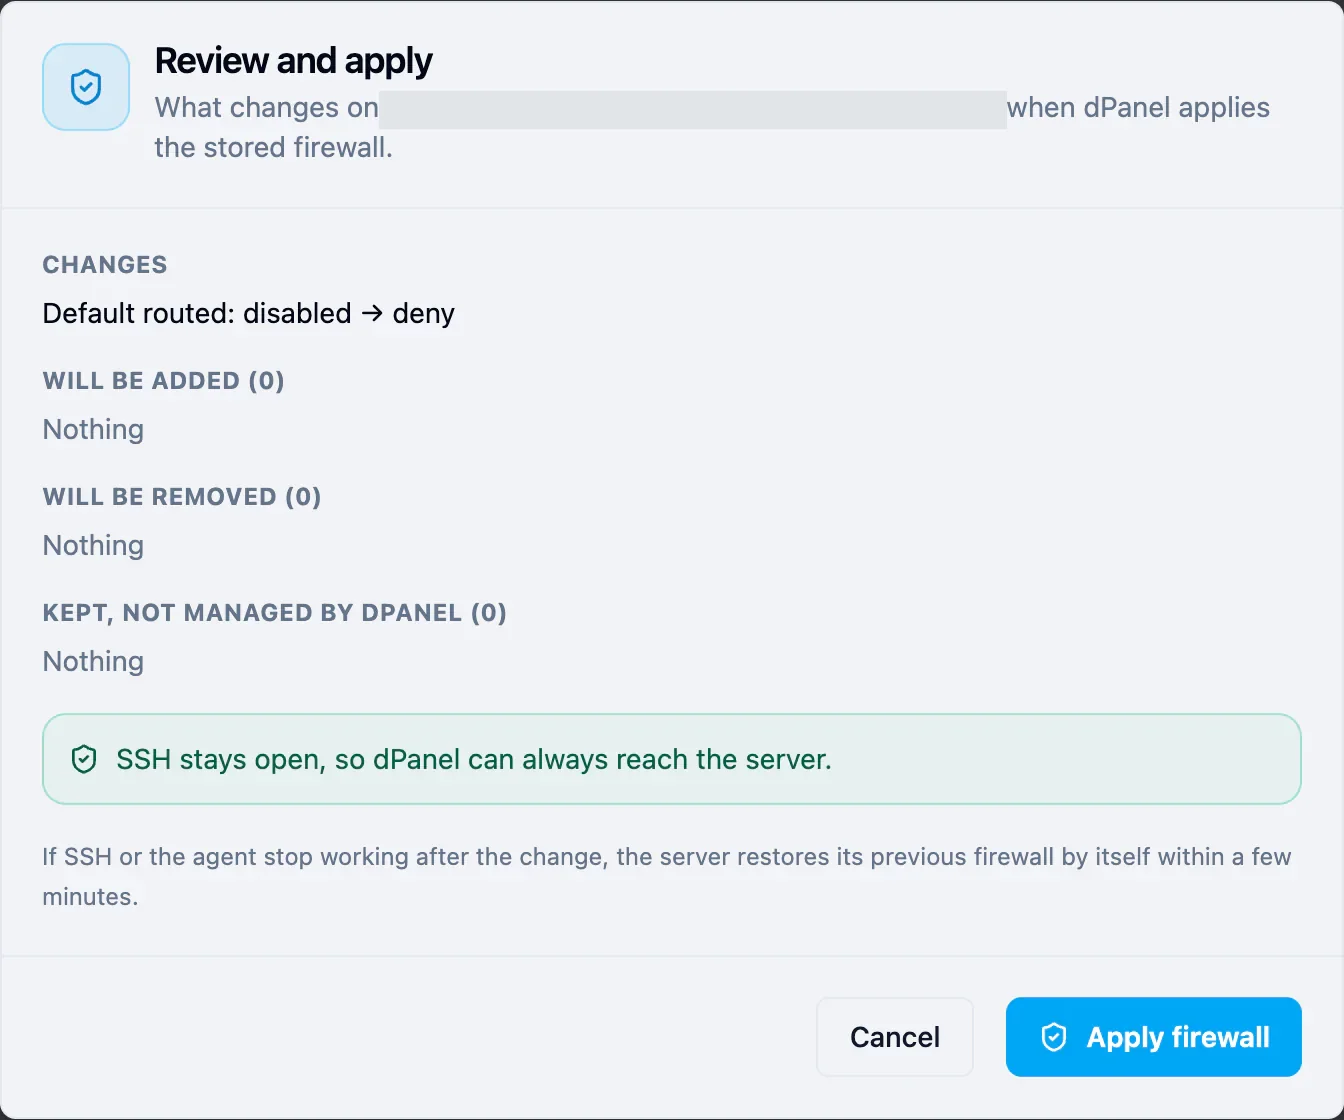 Review and apply
What changes on when dPanel applies
the stored firewall.
CHANGES
Default routed: disabled → deny
WILL BE ADDED (0)
Nothing
WILL BE REMOVED (0)
Nothing
KEPT, NOT MANAGED BY DPANEL (0)
Nothing
SSH stays open, so dPanel can always reach the server.
If SSH or the agent stop working after the change, the server restores its previous firewall by itself within a few
minutes.
Cancel
Apply firewall